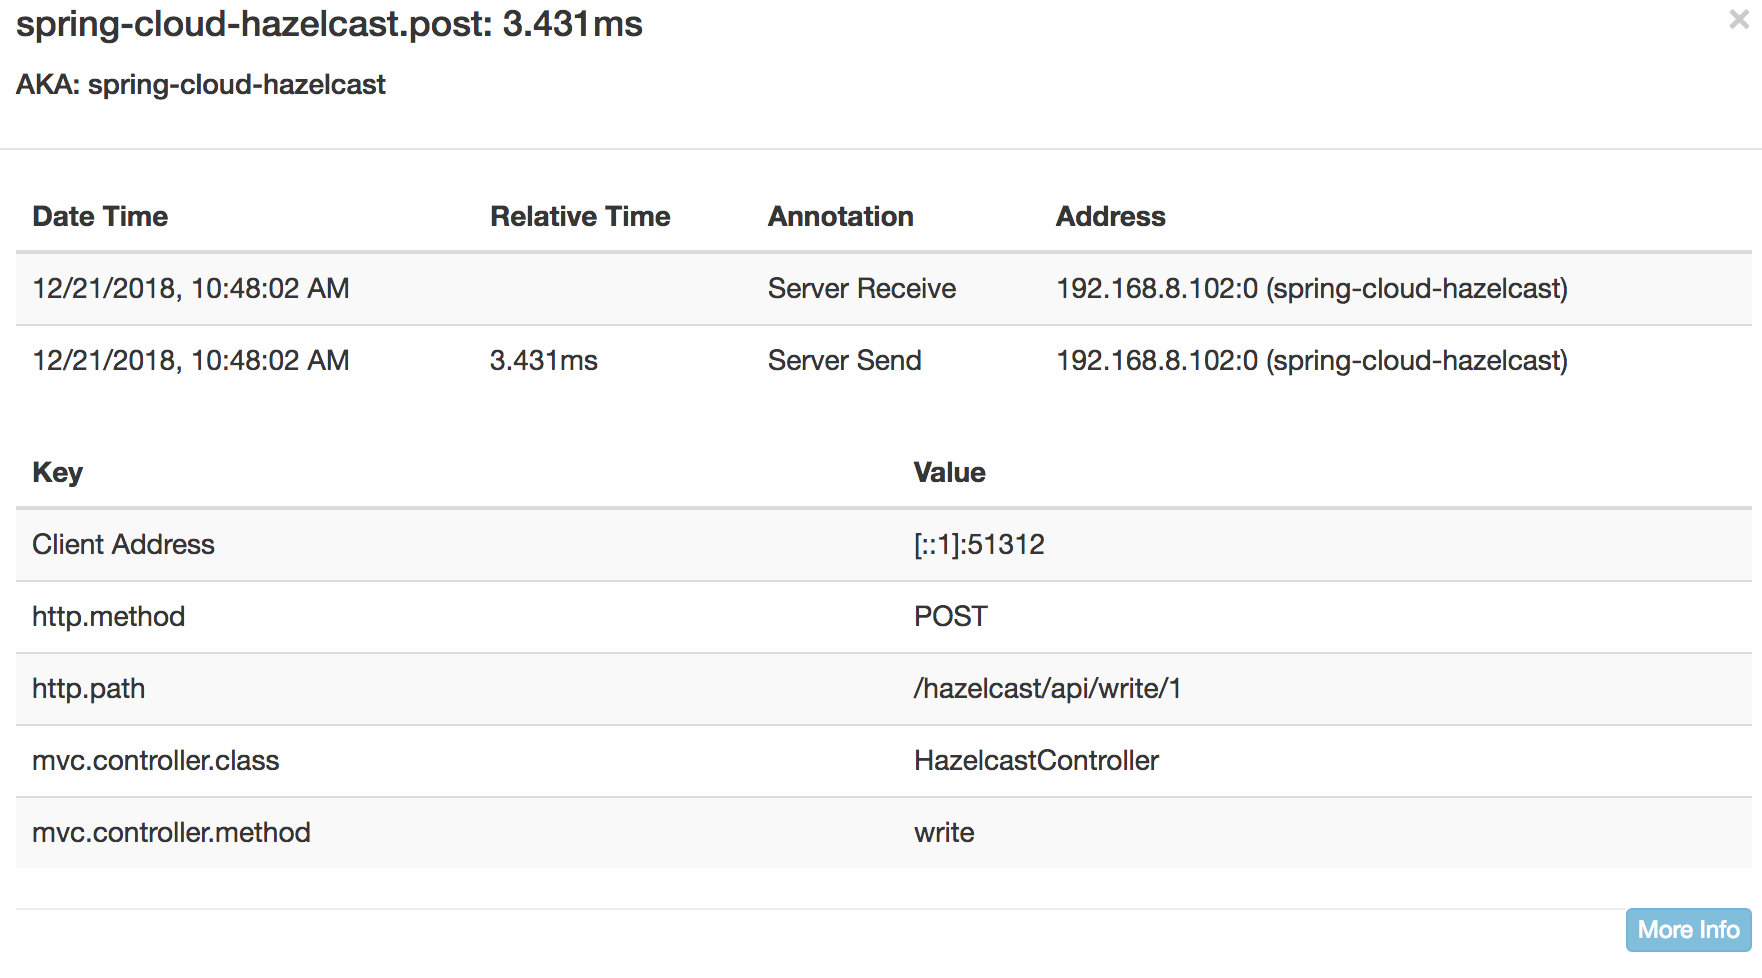 spring-cloud-hazelcast.post: 3.431ms
×
AKA: spring-cloud-hazelcast
Date Time Relative Time Annotation Address
12/21/2018, 10:48:02 AM Server Receive 192.168.8.102:0 (spring-cloud-hazelcast)
12/21/2018, 10:48:02 AM 3.431ms Server Send 192.168.8.102:0 (spring-cloud-hazelcast)
Key Value
Client Address [::1]:51312
http.method POST
http.path /hazelcast/api/write/1
mvc.controller.class HazelcastController
mvc.controller.method write
More Info